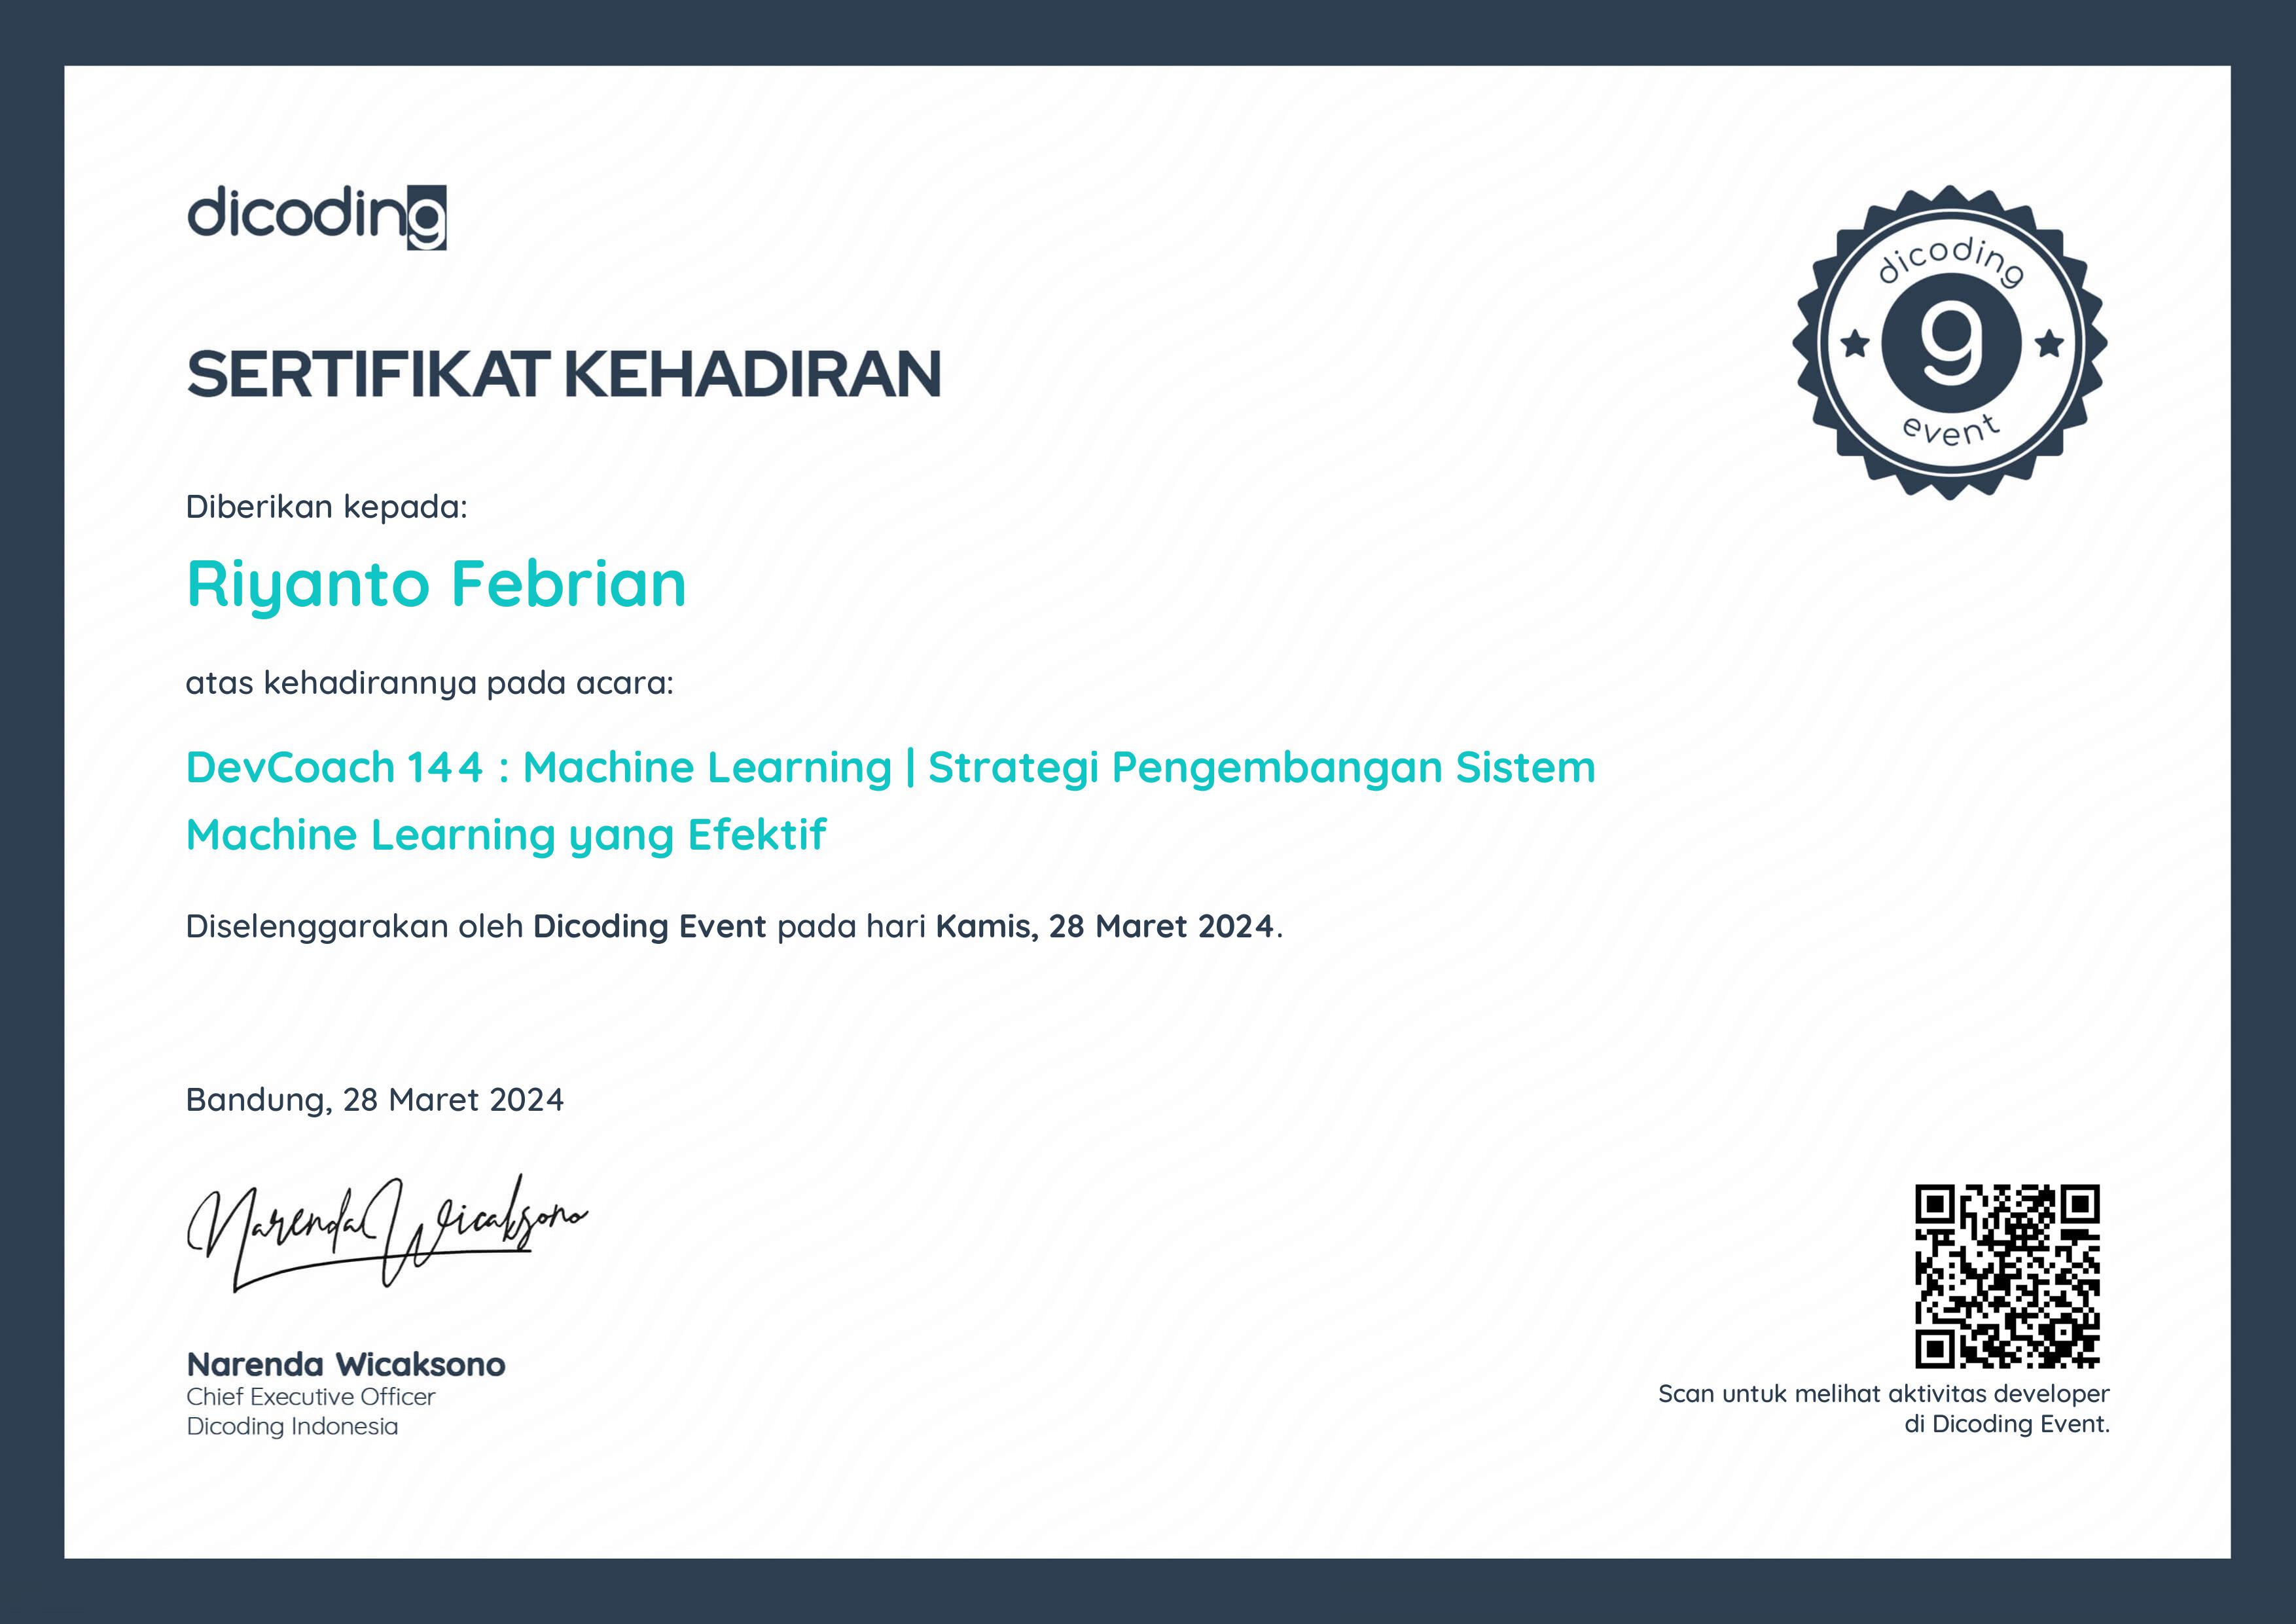 dicoding
SERTIFIKAT KEHADIRAN
dicoding
g
event
Diberikan kepada:
Riyanto Febrian
atas kehadirannya pada acara:
DevCoach 144 : Machine Learning | Strategi Pengembangan Sistem
Machine Learning yang Efektif
Diselenggarakan oleh Dicoding Event pada hari Kamis, 28 Maret 2024.
Bandung, 28 Maret 2024
Narenda Wicaksono
Narenda Wicaksono
Chief Executive Officer
Dicoding Indonesia
Scan untuk melihat aktivitas developer
di Dicoding Event.